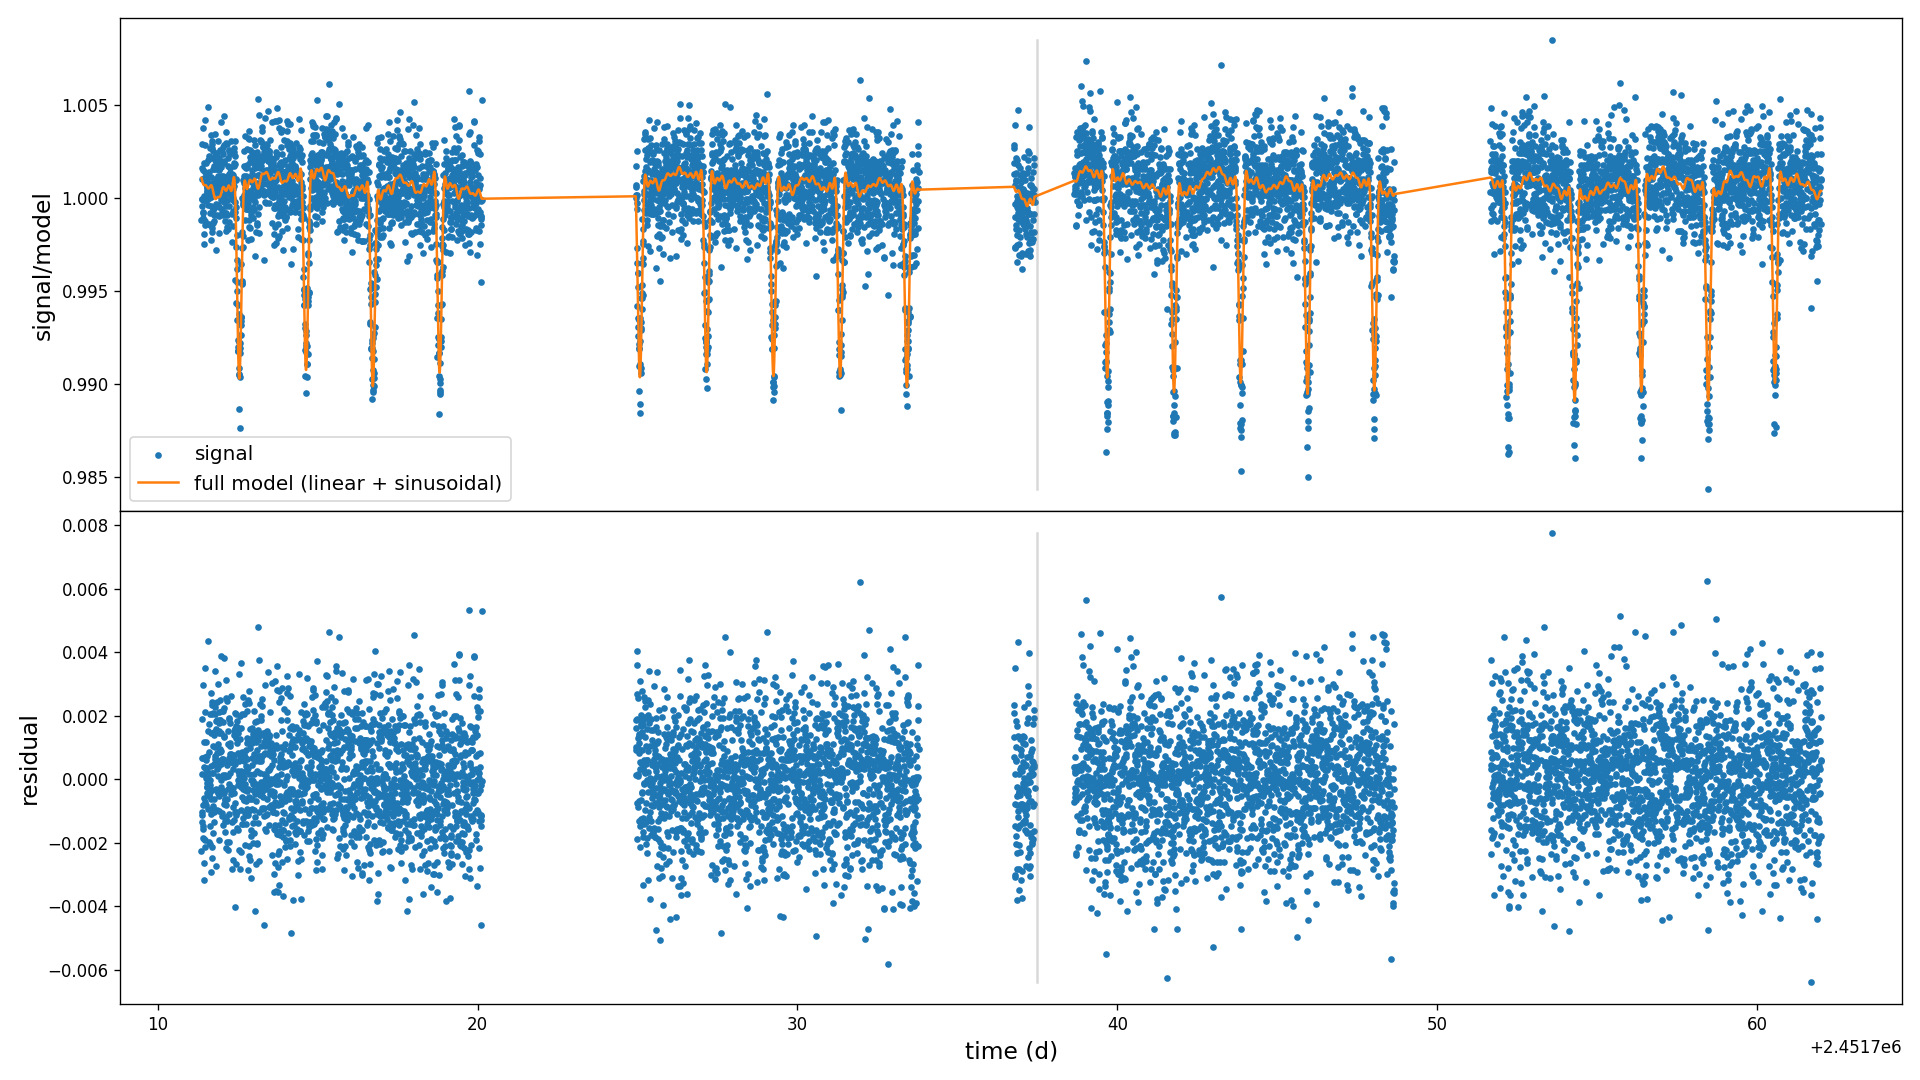 signal/model
1.005
1.000
0.995
0.990
0.985
signal
full model (linear + sinusoidal)
residual
0.008
0.006
0.004
0.002
0.000
−0.002
−0.004
−0.006
10 20 30 40 50 60
time (d)
+2.4517e6